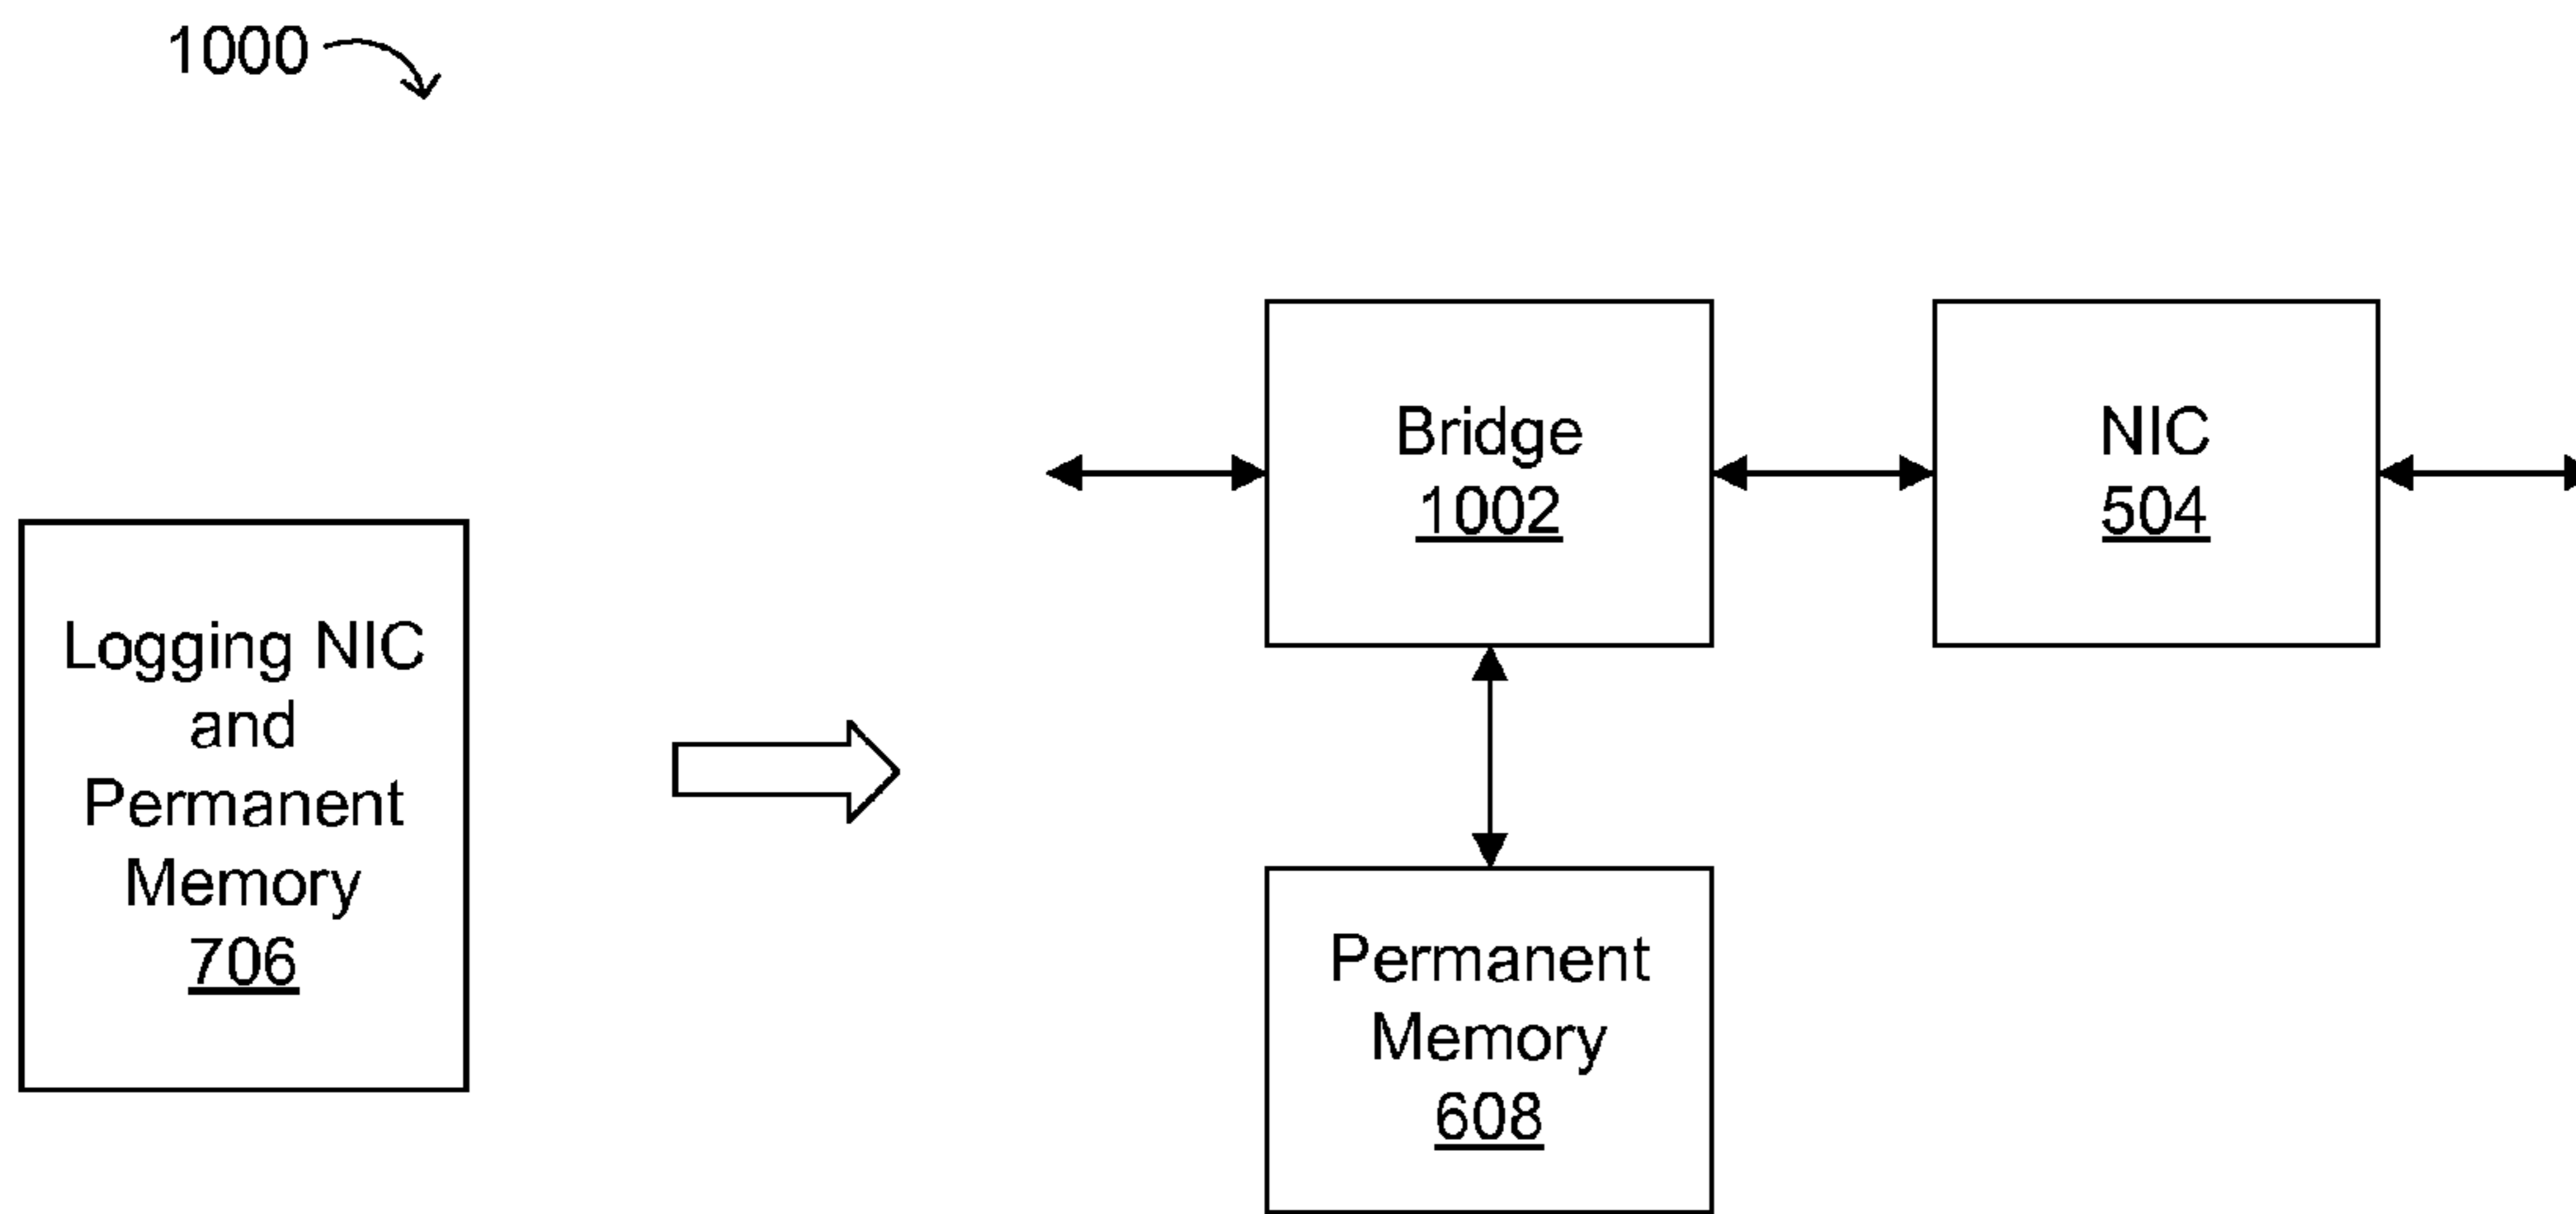 1000
Logging NIC
and
Permanent
Memory
706
Bridge
1002
NIC
504
Permanent
Memory
608